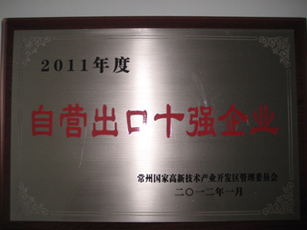 2011年度
自营出口十强企业
常州国家高新技术产业开发区管理委员会
二〇一二年一月